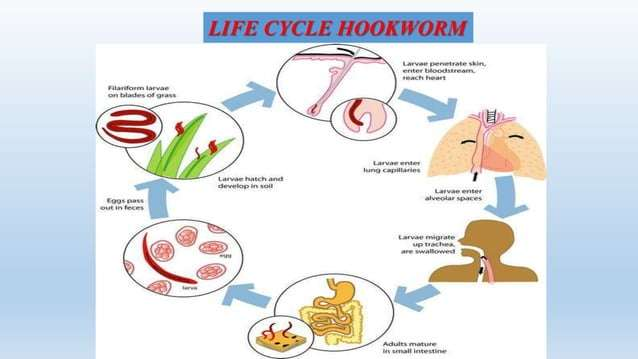 LIFE CYCLE HOOKWORM
Larvae penetrate skin,
enter bloodstream,
reach heart
Larvae enter
lung capillaries
Larvae enter
alveolar spaces
Larvae migrate
up trachea,
are swallowed
Adults mature
in small intestine
egg
larva
Eggs pass
out in feces
Larvae hatch and
develop in soil
Filariform larvae
on blades of grass